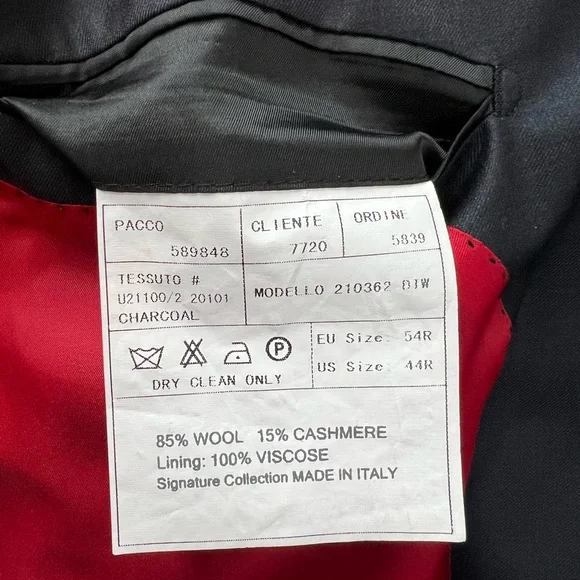 PACCO
589848
CLIENTE
7720
ORDINE
5839
TESSUTO #
U21100/2 20101
CHARCOAL
MODELLO 210362 DIW
P
DRY CLEAN ONLY
EU Size: 54R
US Size: 44R
85% WOOL 15% CASHMERE
Lining: 100% VISCOSE
Signature Collection MADE IN ITALY